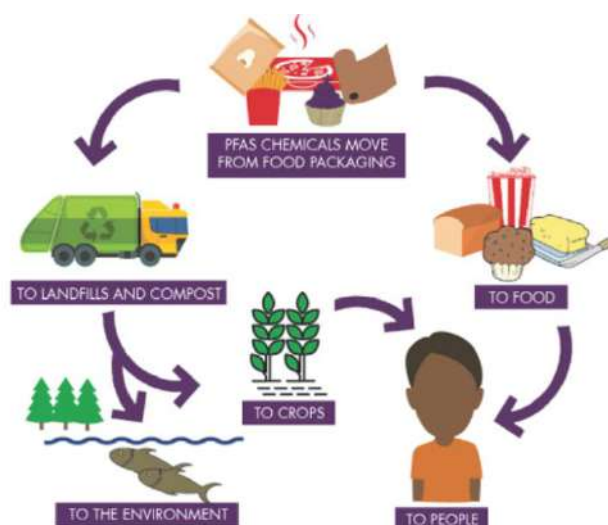 PFAS CHEMICALS MOVE
FROM FOOD PACKAGING
TO LANDFILLS AND COMPOST
TO FOOD
TO CROPS
TO THE ENVIRONMENT
TO PEOPLE